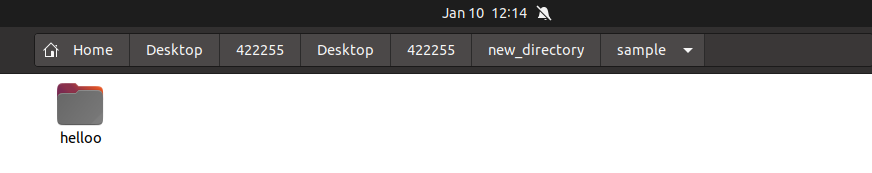 Jan 10 12:14
Home Desktop 422255 Desktop 422255 new_directory sample
helloo